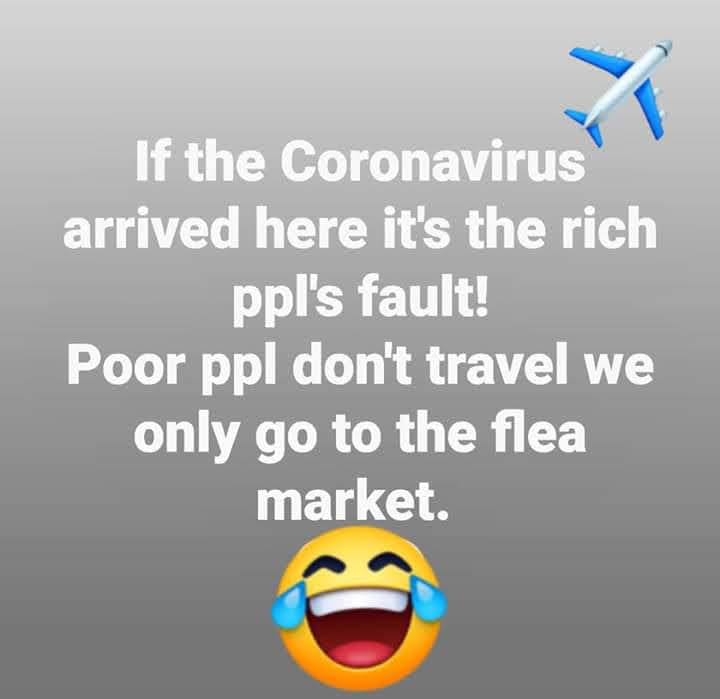 If the Coronavirus
arrived here it's the rich
ppl's fault!
Poor ppl don't travel we
only go to the flea
market.